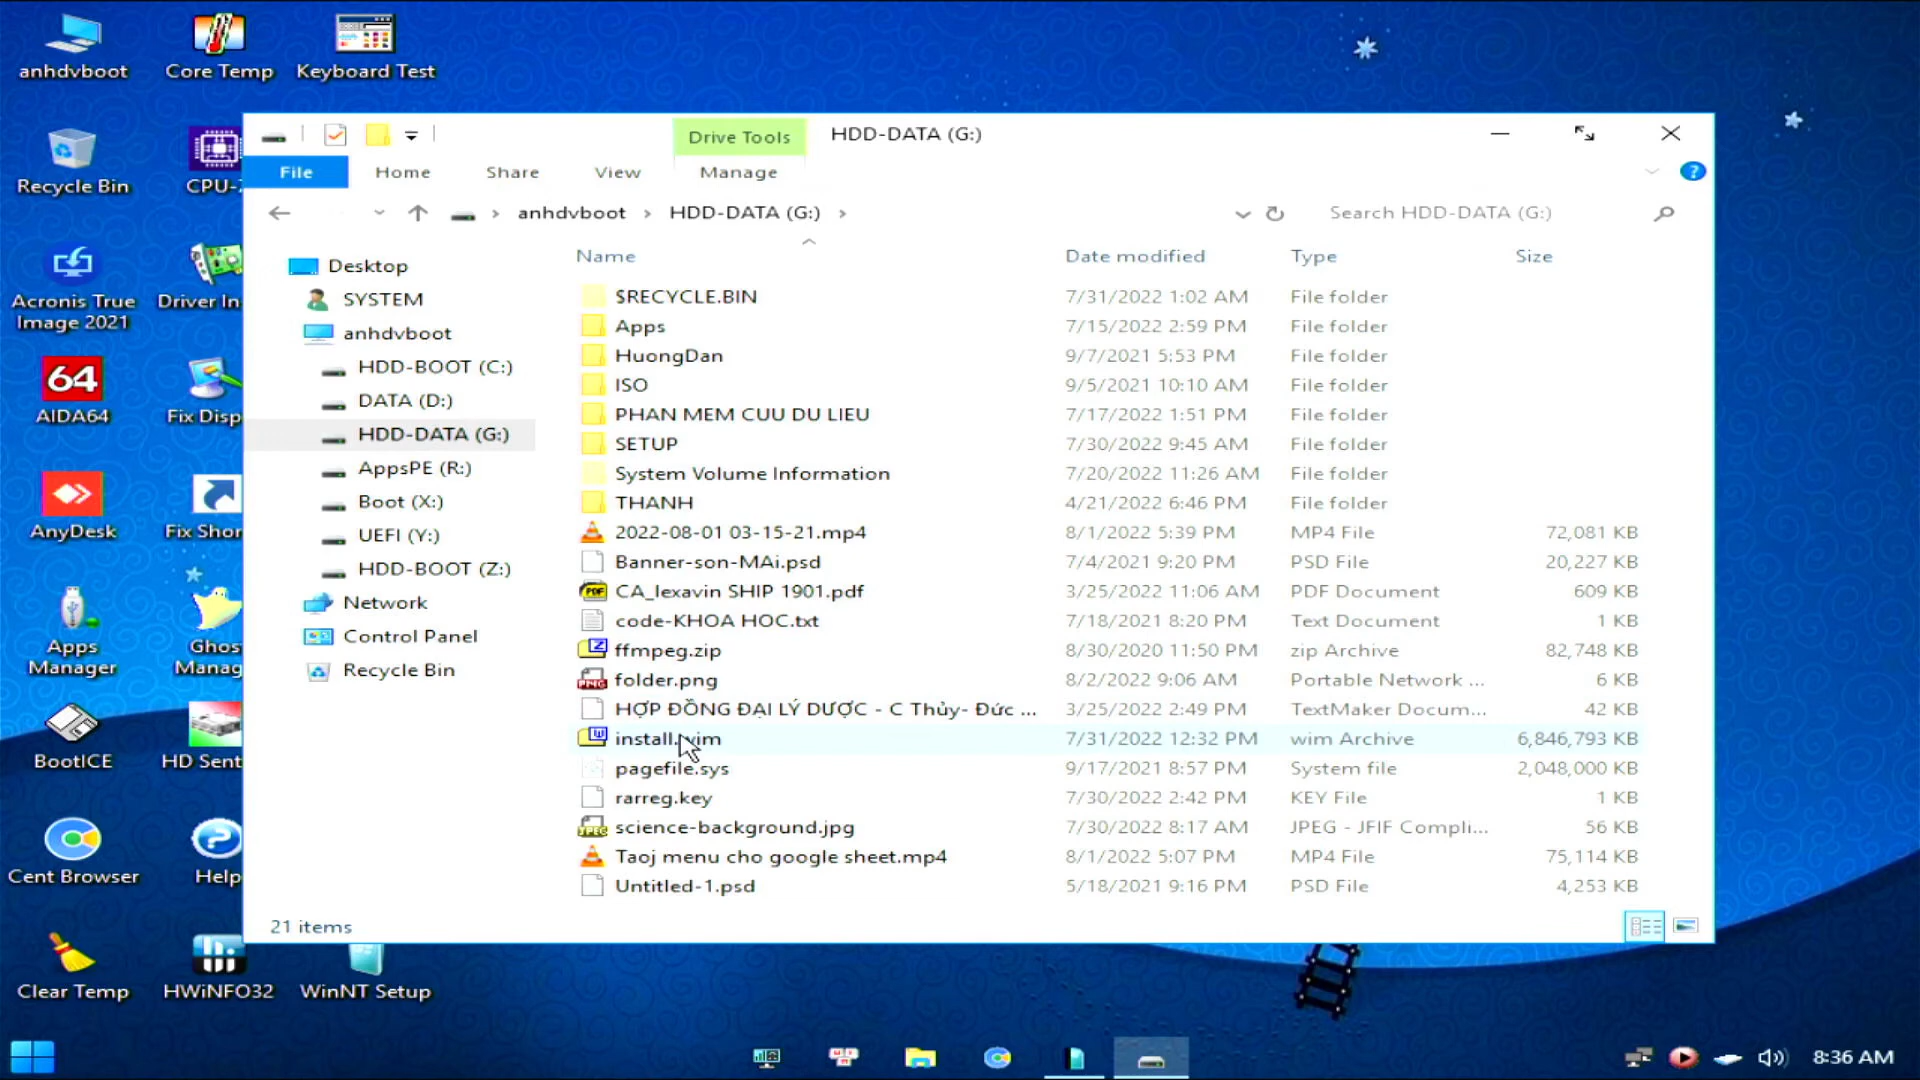 anhdvboot
Core Temp
Keyboard Test
Recycle Bin
CPU-
Acronis True
Image 2021
Driver In
AIDA64
64
Fix Disp
AnyDesk
Fix Shor
Apps
Manager
Ghos
Manag
BootICE
HD Sent
Cent Browser
Help
Clear Temp
HWiNFO32
WinNT Setup
Drive Tools
HDD-DATA (G:)
File
Home
Share
View
Manage
?
anhdvboot
HDD-DATA (G:)
Search HDD-DATA (G:)
Desktop
SYSTEM
anhdvboot
HDD-BOOT (C:)
DATA (D:)
HDD-DATA (G:)
AppsPE (R:)
Boot (X:)
UEFI (Y:)
HDD-BOOT (Z:)
Network
Control Panel
Recycle Bin
Name Date modified Type Size
$RECYCLE.BIN 7/31/2022 1:02 AM File folder
Apps 7/15/2022 2:59 PM File folder
HuongDan 9/7/2021 5:53 PM File folder
ISO 9/5/2021 10:10 AM File folder
PHAN MEM CUU DU LIEU 7/17/2022 1:51 PM File folder
SETUP 7/30/2022 9:45 AM File folder
System Volume Information 7/20/2022 11:26 AM File folder
THANH 4/21/2022 6:46 PM File folder
2022-08-01 03-15-21.mp4 8/1/2022 5:39 PM MP4 File 72,081 KB
Banner-son-MAi.psd 7/4/2021 9:20 PM PSD File 20,227 KB
CA_lexavin SHIP 1901.pdf 3/25/2022 11:06 AM PDF Document 609 KB
code-KHOA HOC.txt 7/18/2021 8:20 PM Text Document 1 KB
ffmpeg.zip 8/30/2020 11:50 PM zip Archive 82,748 KB
folder.png 8/2/2022 9:06 AM Portable Network ... 6 KB
HỢP ĐỒNG ĐẠI LÝ DƯỢC - C Thủy- Đức ... 3/25/2022 2:49 PM TextMaker Docum... 42 KB
install.wim 7/31/2022 12:32 PM wim Archive 6,846,793 KB
pagefile.sys 9/17/2021 8:57 PM System file 2,048,000 KB
rarreg.key 7/30/2022 2:42 PM KEY File 1 KB
science-background.jpg 7/30/2022 8:17 AM JPEG - JFIF Compli... 56 KB
Taoj menu cho google sheet.mp4 8/1/2022 5:07 PM MP4 File 75,114 KB
Untitled-1.psd 5/18/2021 9:16 PM PSD File 4,253 KB
21 items
8:36 AM